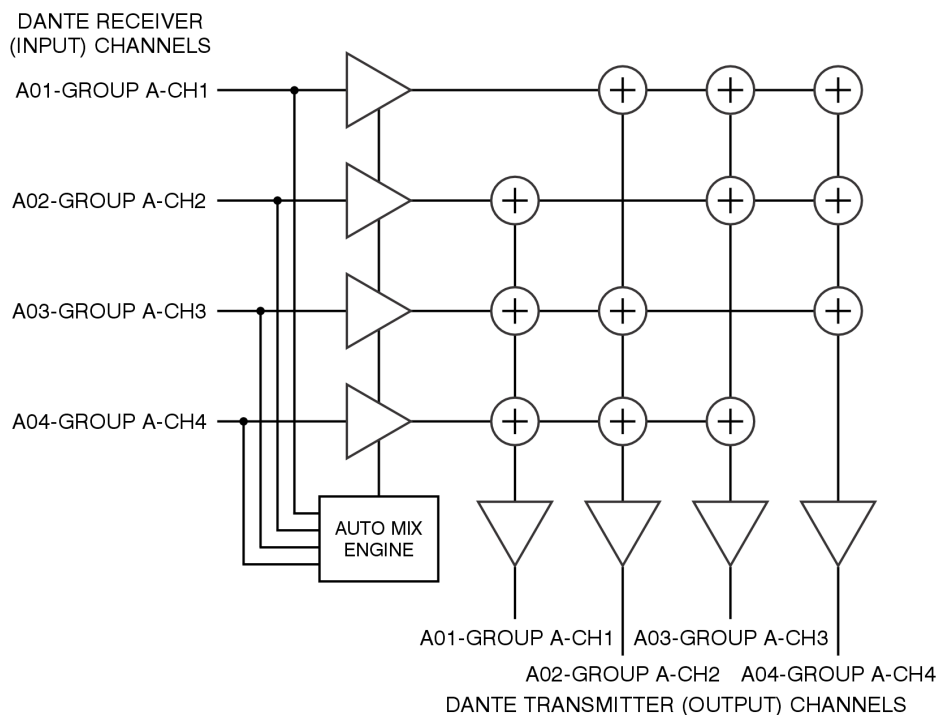 DANTE RECEIVER
(INPUT) CHANNELS
A01-GROUP A-CH1
A02-GROUP A-CH2
A03-GROUP A-CH3
A04-GROUP A-CH4
AUTO MIX
ENGINE
A01-GROUP A-CH1
A03-GROUP A-CH3
A02-GROUP A-CH2
A04-GROUP A-CH4
DANTE TRANSMITTER (OUTPUT) CHANNELS